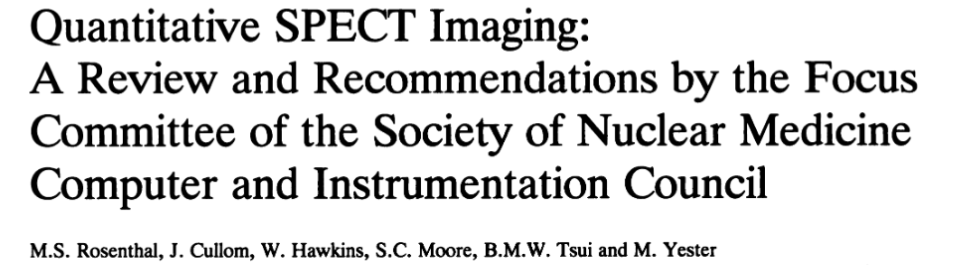 Quantitative SPECT Imaging:
A Review and Recommendations by the Focus
Committee of the Society of Nuclear Medicine
Computer and Instrumentation Council
M.S. Rosenthal, J. Cullom, W. Hawkins, S.C. Moore, B.M.W. Tsui and M. Yester